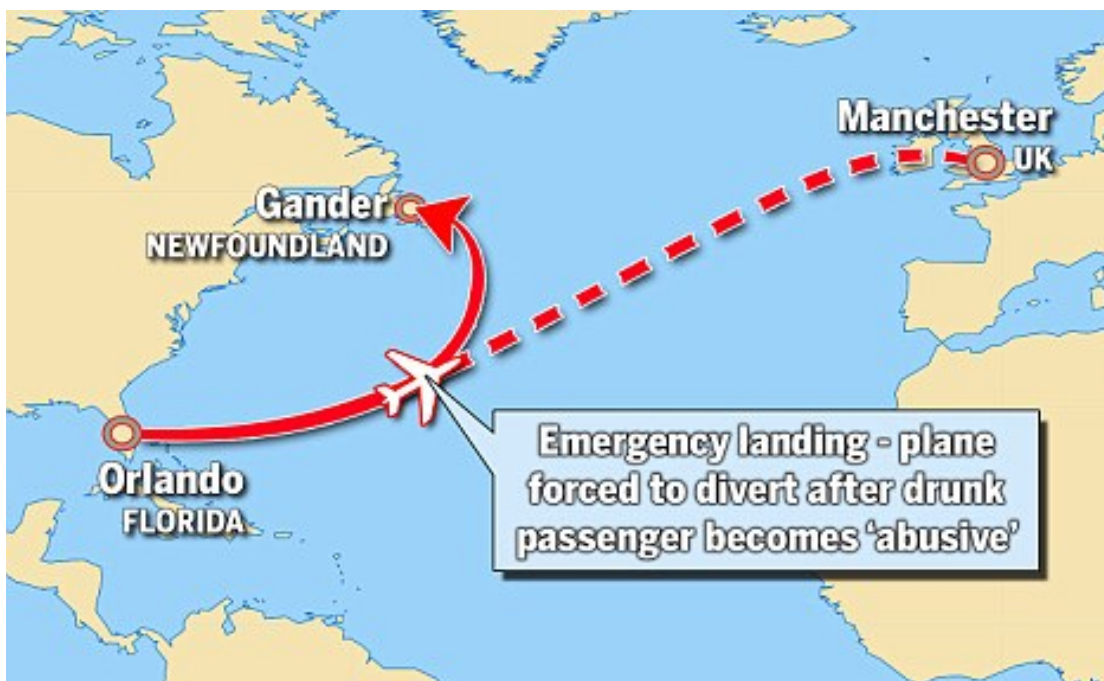 Manchester
UK
Gander
NEWFOUNDLAND
Orlando
FLORIDA
Emergency landing - plane
forced to divert after drunk
passenger becomes ‘abusive’